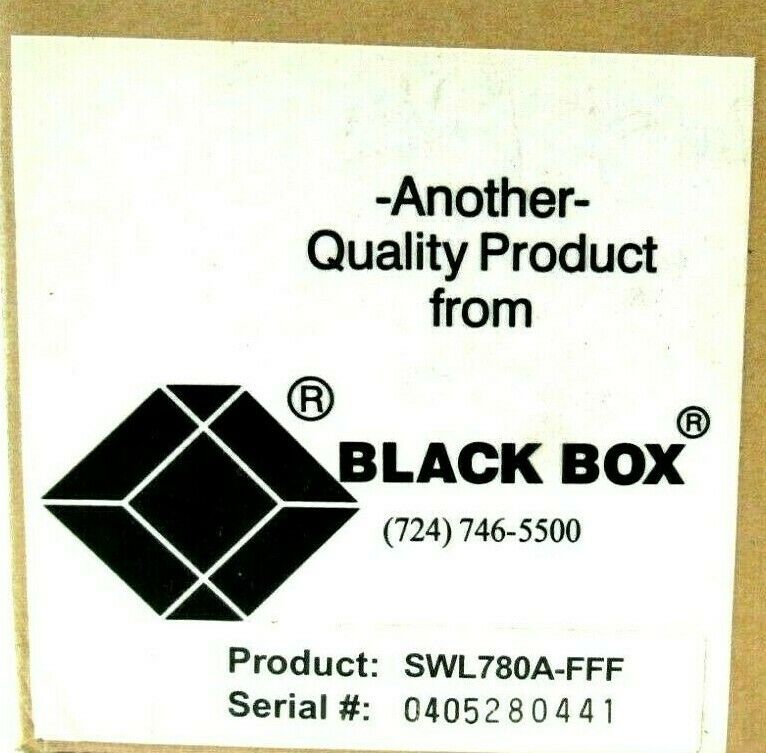 -Another-
Quality Product
from
®
BLACK BOX®
(724) 746-5500
Product: SWL780A-FFF
Serial #: 0405280441